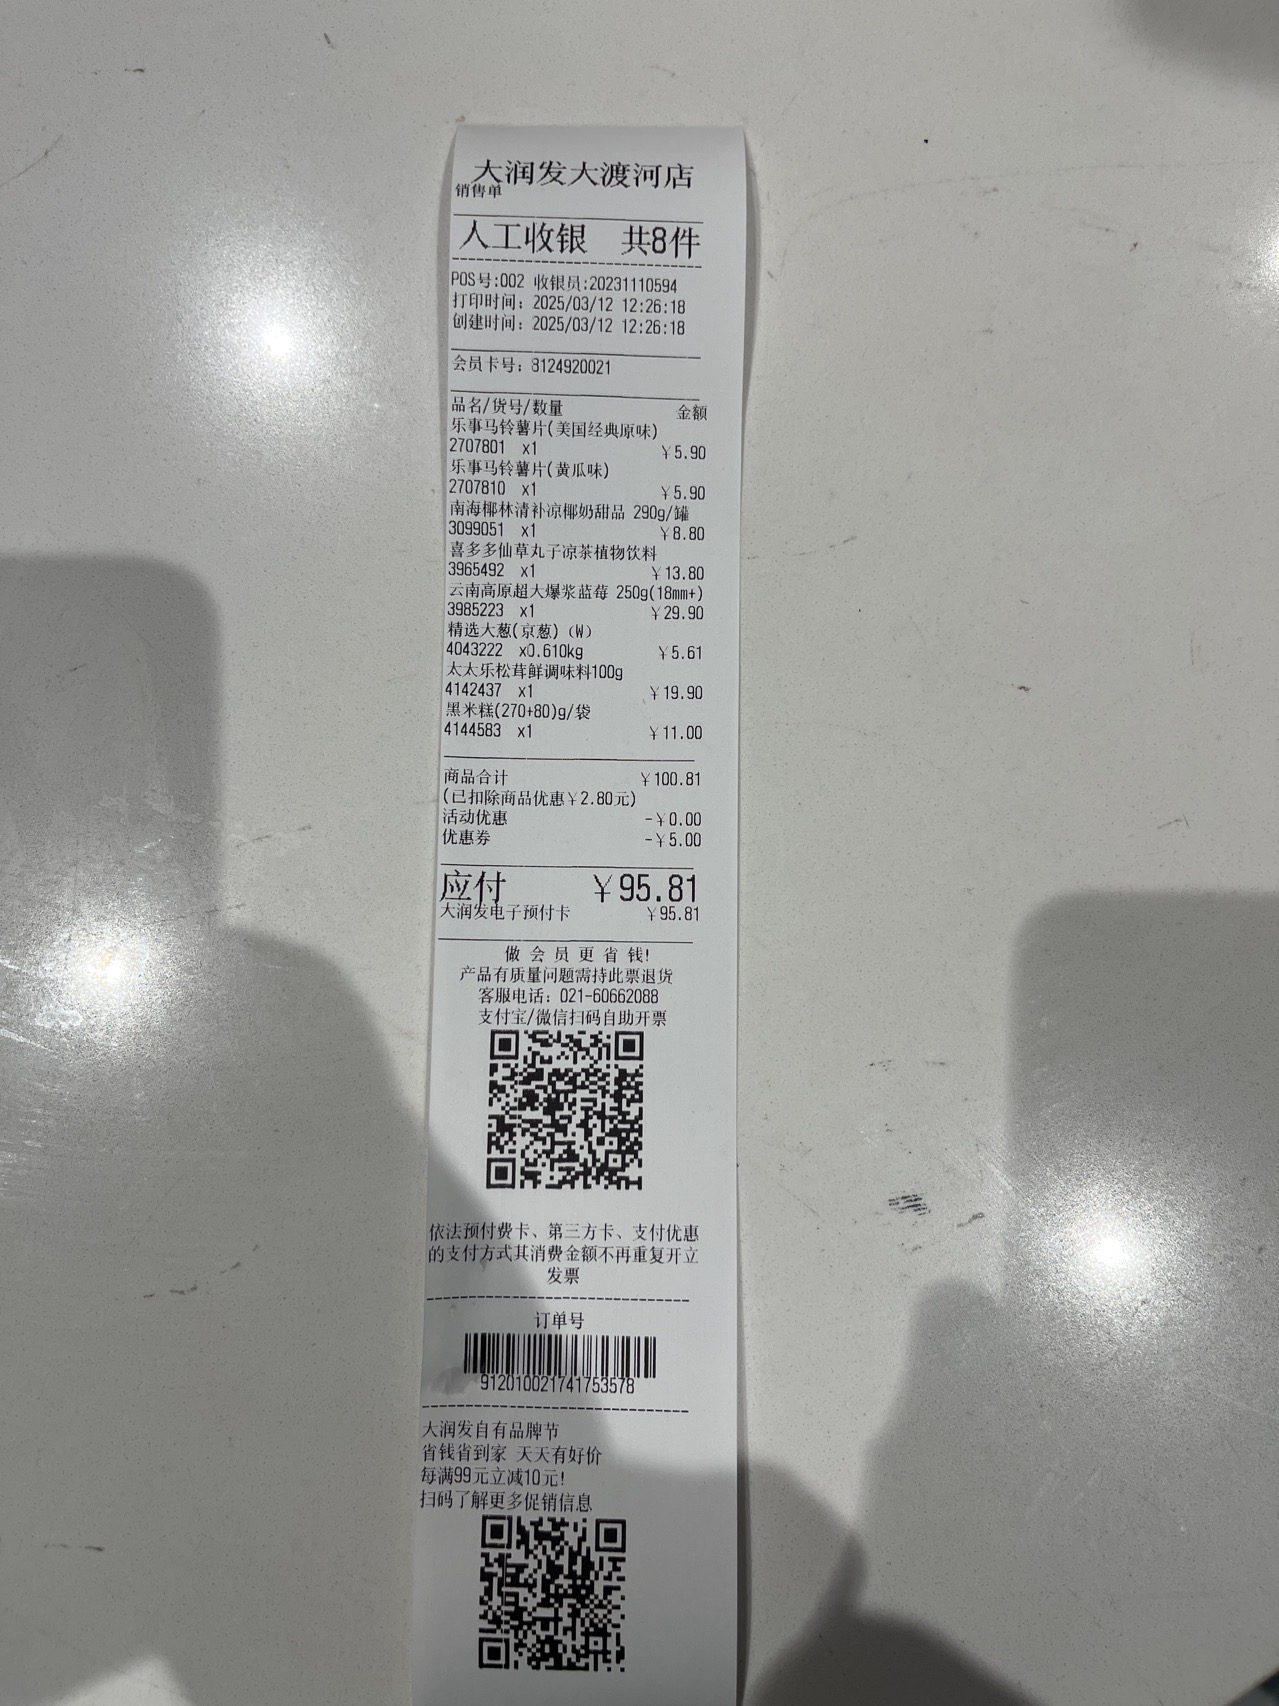 大润发大渡河店
销售单
人工收银 共8件
POS号:002 收银员:20231110594
打印时间: 2025/03/12 12:26:18
创建时间: 2025/03/12 12:26:18
会员卡号: 8124920021
品名/货号/数量 金额
乐事马铃薯片(美国经典原味)
2707801 x1 ￥5.90
乐事马铃薯片(黄瓜味)
2707810 x1 ￥5.90
南海椰林清补凉椰奶甜品 290g/罐
3099051 x1 ￥8.80
喜多多仙草丸子凉茶植物饮料
3965492 x1 ￥13.80
云南高原超大爆浆蓝莓 250g(18mm+)
3985223 x1 ￥29.90
精选大葱(京葱)（W）
4043222 x0.610kg ￥5.61
太太乐松茸鲜调味料100g
4142437 x1 ￥19.90
黑米糕(270+80)g/袋
4144583 x1 ￥11.00
商品合计 ￥100.81
(已扣除商品优惠￥2.80元)
活动优惠 -￥0.00
优惠券 -￥5.00
应付 ￥95.81
大润发电子预付卡 ￥95.81
做会员更省钱!
产品有质量问题需持此票退货
客服电话: 021-60662088
支付宝/微信扫码自助开票
依法预付费卡、第三方卡、支付优惠
的支付方式其消费金额不再重复开立
发票
订单号
912010021741753578
大润发自有品牌节
省钱省到家 天天有好价
每满99元立减10元!
扫码了解更多促销信息